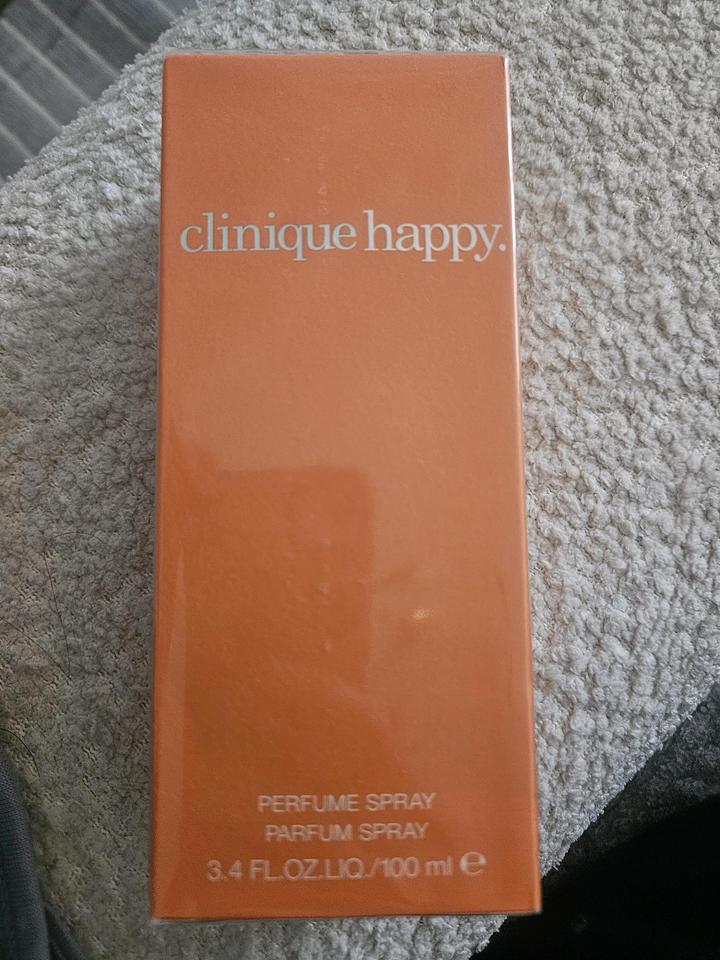 clinique happy.
PERFUME SPRAY
PARFUM SPRAY
3.4 FL.OZ.LIQ./100 ml ℮